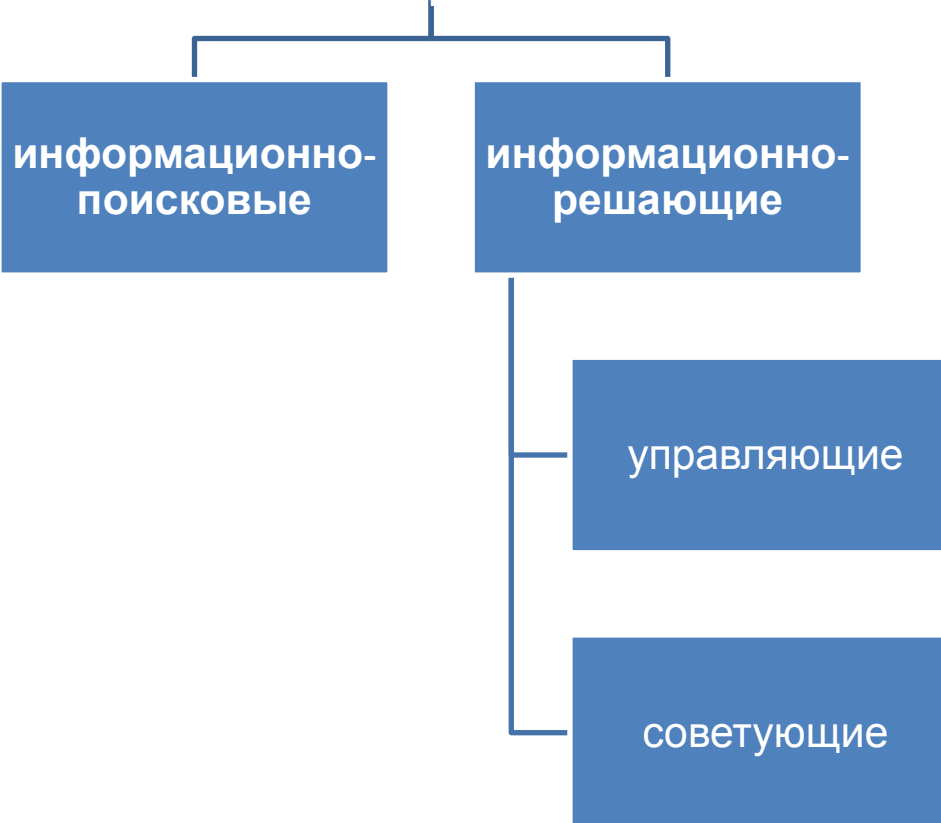 информационно-
поисковые
информационно-
решающие
управляющие
советующие